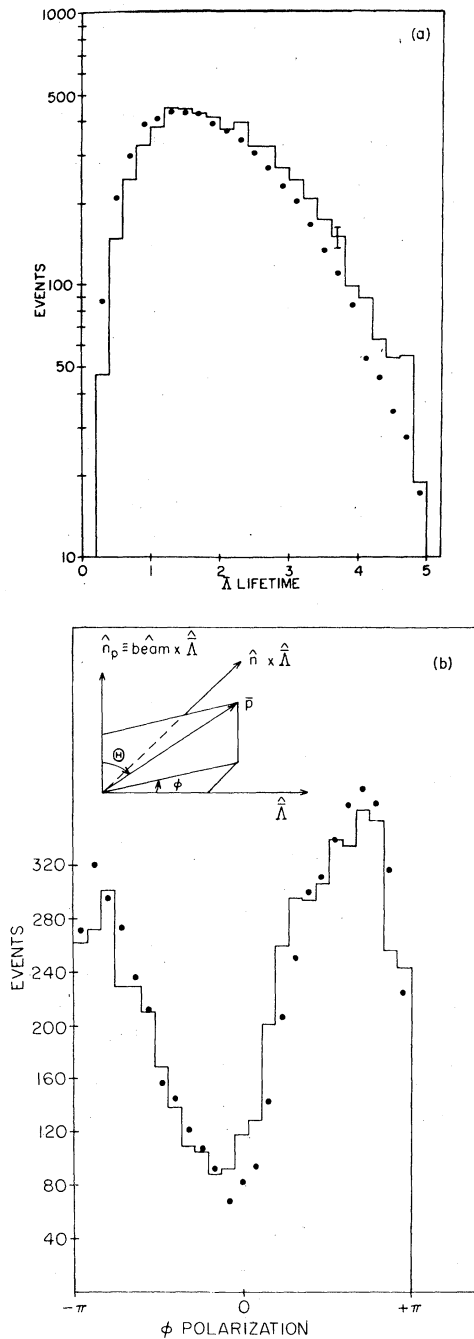 (a)
1000
500
100
50
10
EVENTS
0 1 2 3 4 5
Λ̄ LIFETIME
(b)
n̂ₚ ≡ beâm x Λ̄̂
n̂ x Λ̄̂
p̄
Θ
ϕ
Λ̄̂
320
280
240
200
160
120
80
40
EVENTS
-π 0 +π
ϕ POLARIZATION